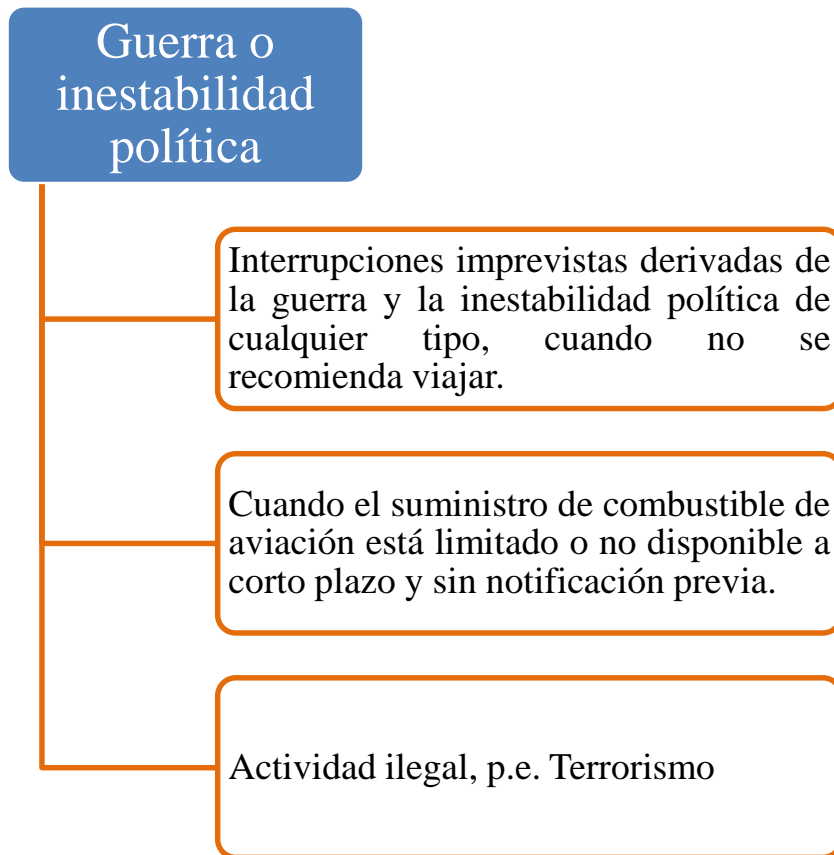 Guerra o
inestabilidad
política
Interrupciones imprevistas derivadas de
la guerra y la inestabilidad política de
cualquier tipo, cuando no se
recomienda viajar.
Cuando el suministro de combustible de
aviación está limitado o no disponible a
corto plazo y sin notificación previa.
Actividad ilegal, p.e. Terrorismo